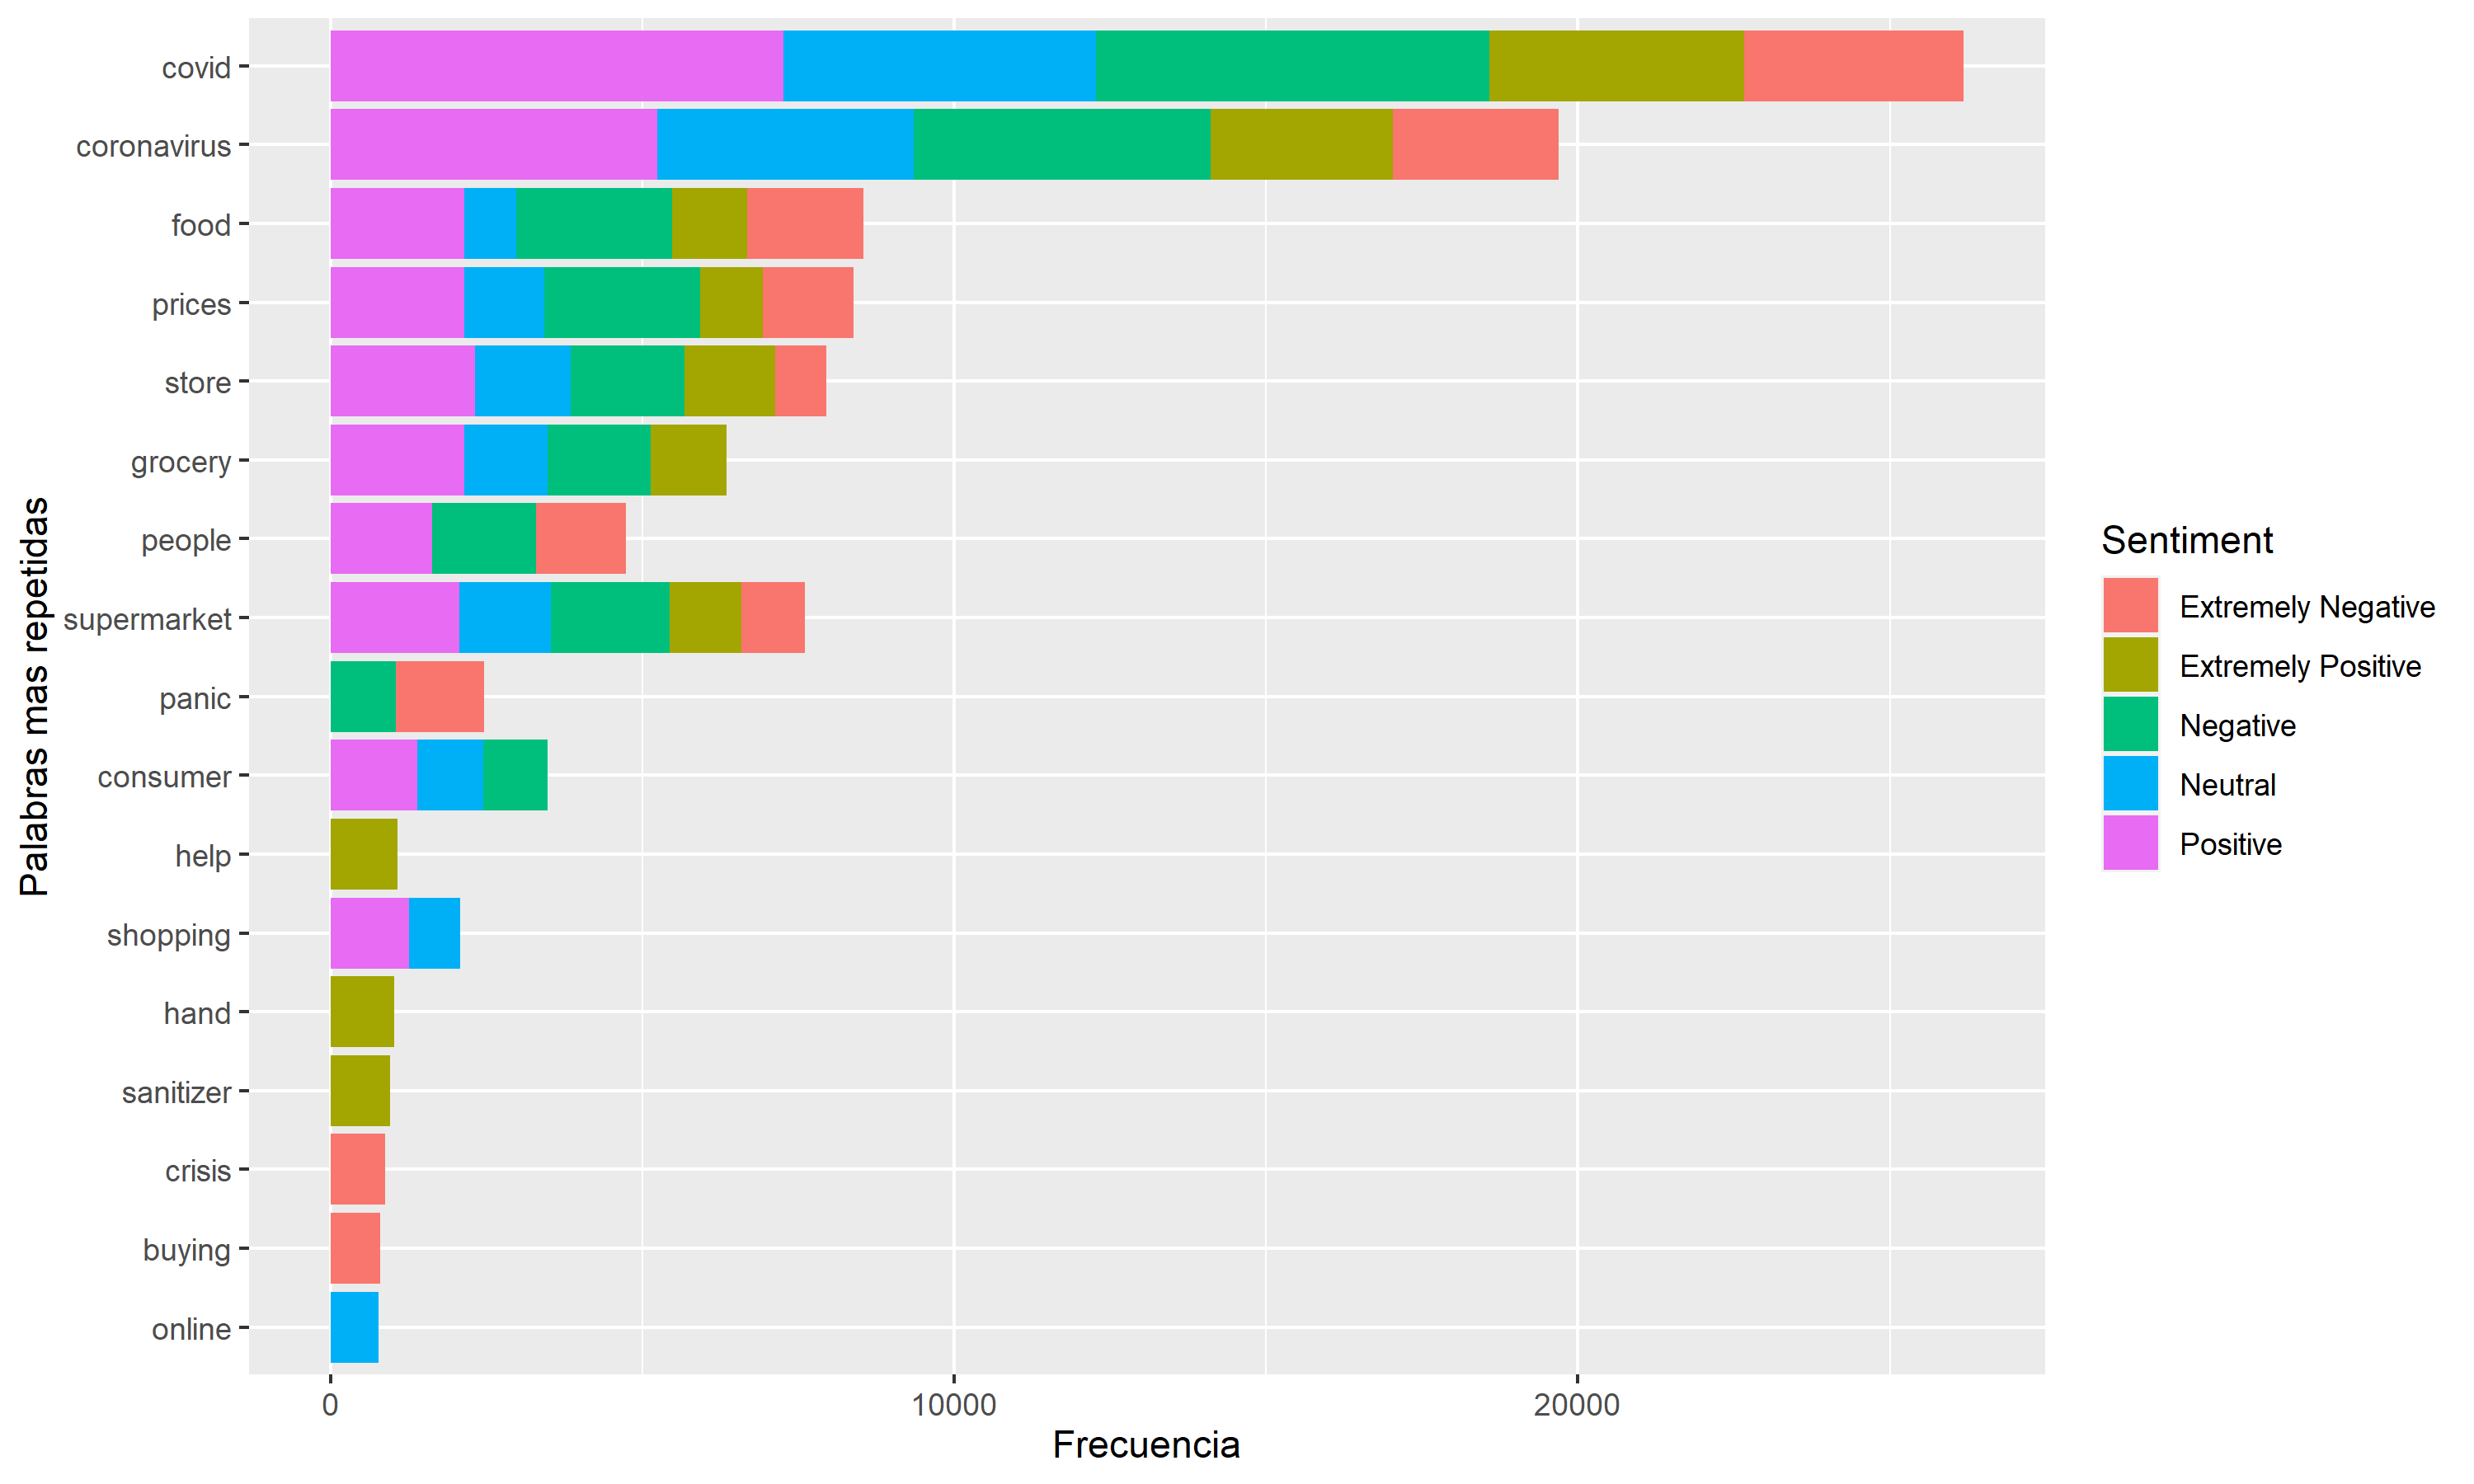 Palabras mas repetidas
covid
coronavirus
food
prices
store
grocery
people
supermarket
panic
consumer
help
shopping
hand
sanitizer
crisis
buying
online
0 10000 20000
Frecuencia
Sentiment
Extremely Negative
Extremely Positive
Negative
Neutral
Positive